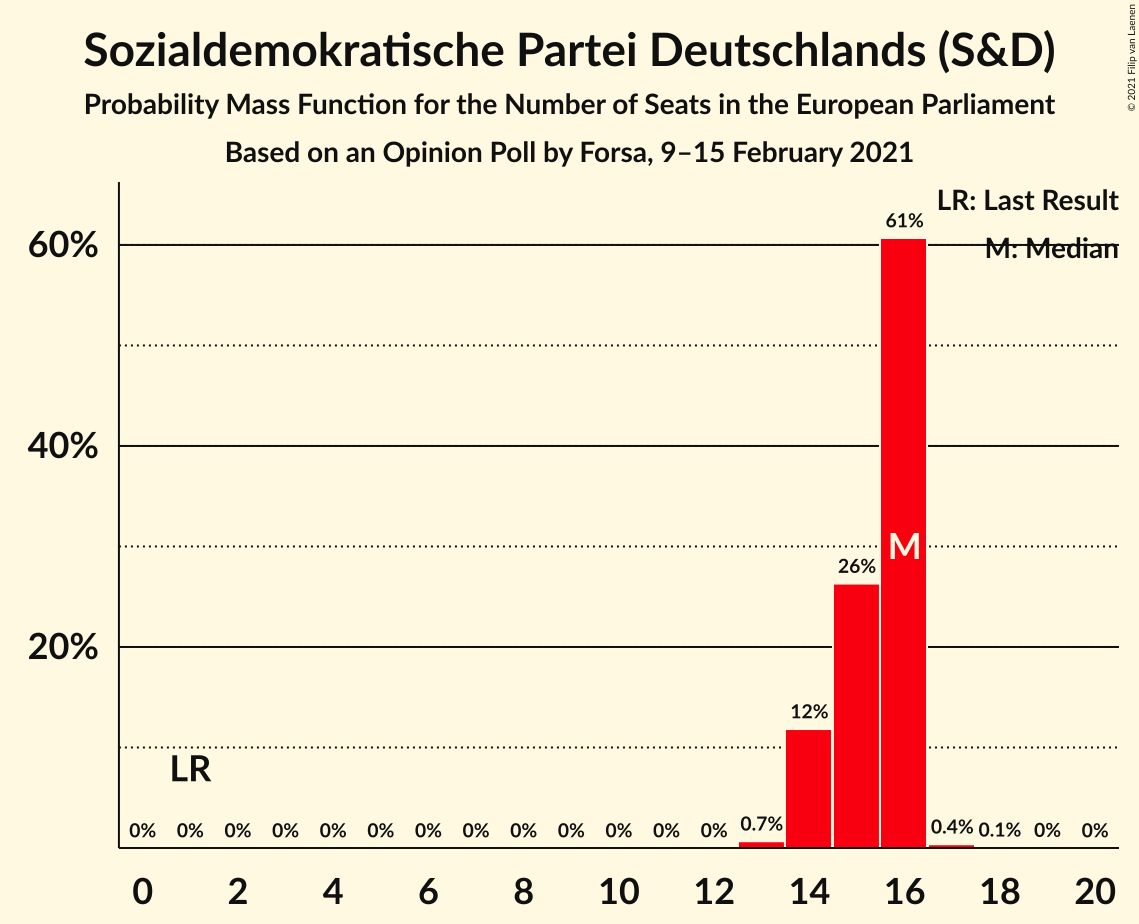 Sozialdemokratische Partei Deutschlands (S&D)
Probability Mass Function for the Number of Seats in the European Parliament
Based on an Opinion Poll by Forsa, 9–15 February 2021
© 2021 Filip van Laenen
LR: Last Result
M: Median
60%
40%
20%
61%
M
26%
12%
LR
0% 0% 0% 0% 0% 0% 0% 0% 0% 0% 0% 0% 0% 0.7% 0.4% 0.1% 0% 0%
0 2 4 6 8 10 12 14 16 18 20